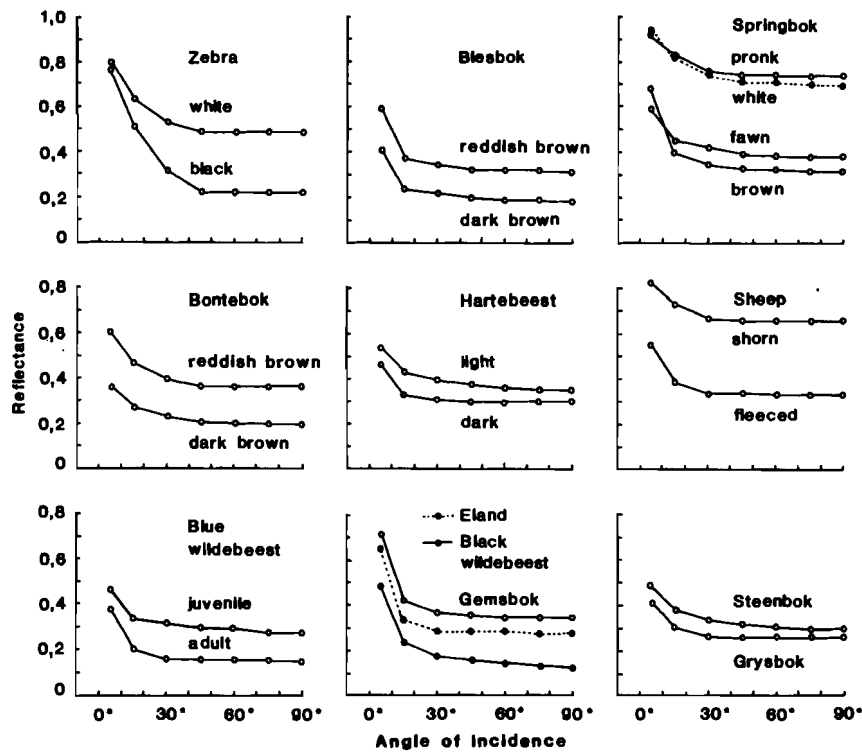 1,0
0,8
0,6
0,4
0,2
0
Zebra
white
black
Blesbok
reddish brown
dark brown
Springbok
pronk
white
fawn
brown
Reflectance
0,8
0,6
0,4
0,2
0
Bontebok
reddish brown
dark brown
Hartebeest
light
dark
Sheep
shorn
fleeced
0,8
0,6
0,4
0,2
0
Blue
wildebeest
juvenile
adult
Eland
Black
wildebeest
Gemsbok
Steenbok
Grysbok
0° 30° 60° 90° 0° 30° 60° 90° 0° 30° 60° 90°
Angle of incidence